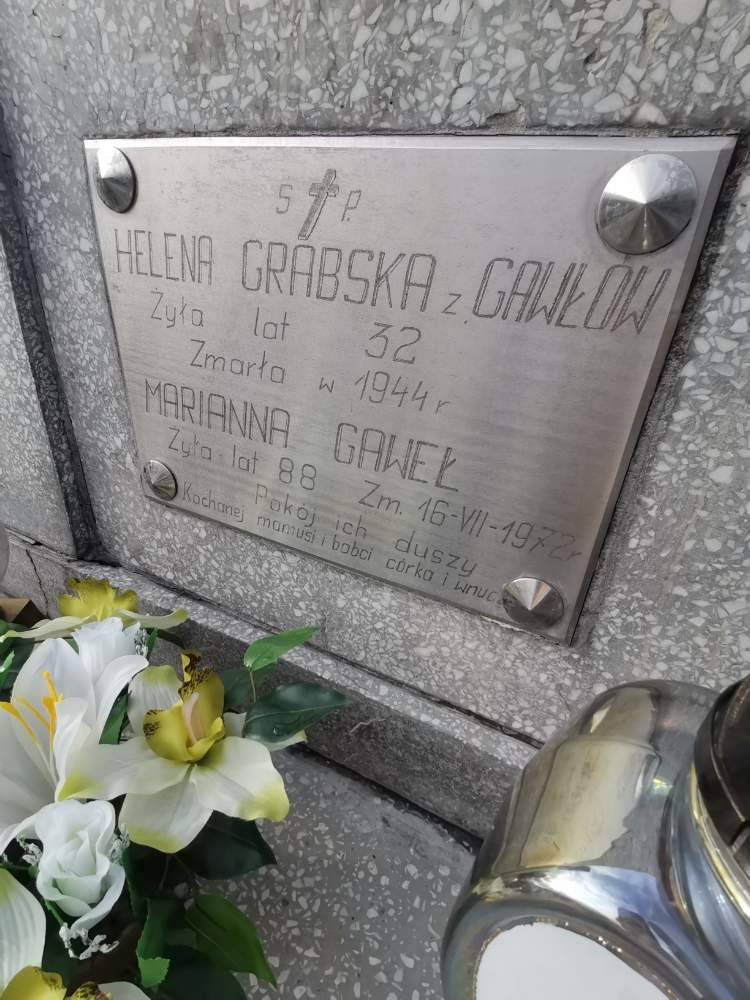 Ś P.
HELENA GRABSKA z GAWŁÓW
Żyła lat 32
Zmarła w 1944 r
MARIANNA GAWEŁ
Żyła lat 88 Zm. 16-VII-1972 r
Pokój ich duszy
Kochanej mamusi i babci córka i